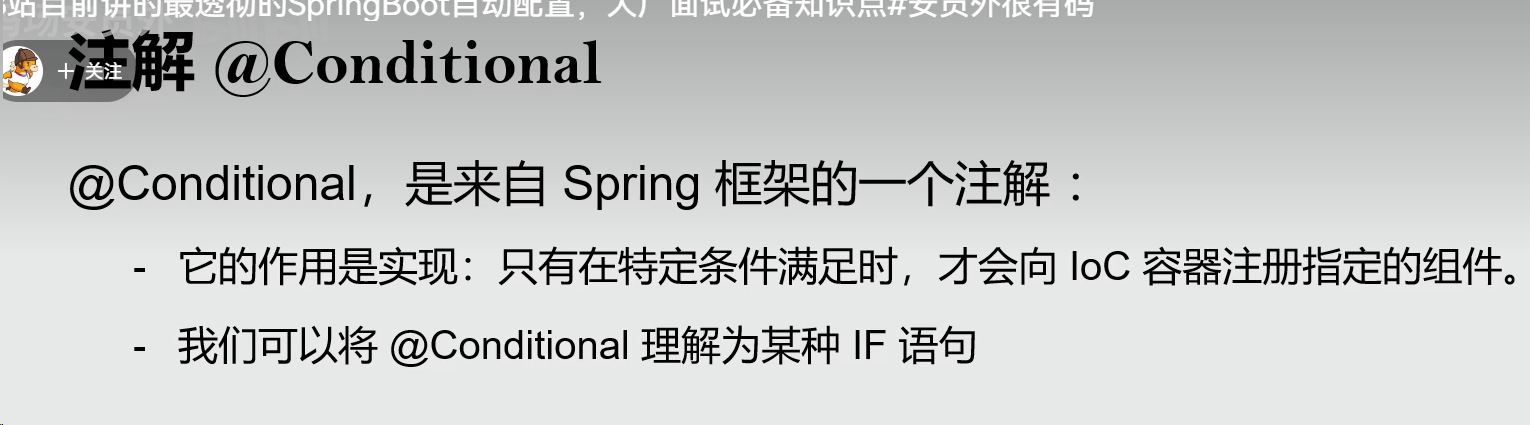 站目前讲的最透彻的SpringBoot自动配置，大厂面试必备知识点#安员外很有码
注解 @Conditional
+ 关注
@Conditional，是来自 Spring 框架的一个注解 ：
- 它的作用是实现：只有在特定条件满足时，才会向 IoC 容器注册指定的组件。
- 我们可以将 @Conditional 理解为某种 IF 语句